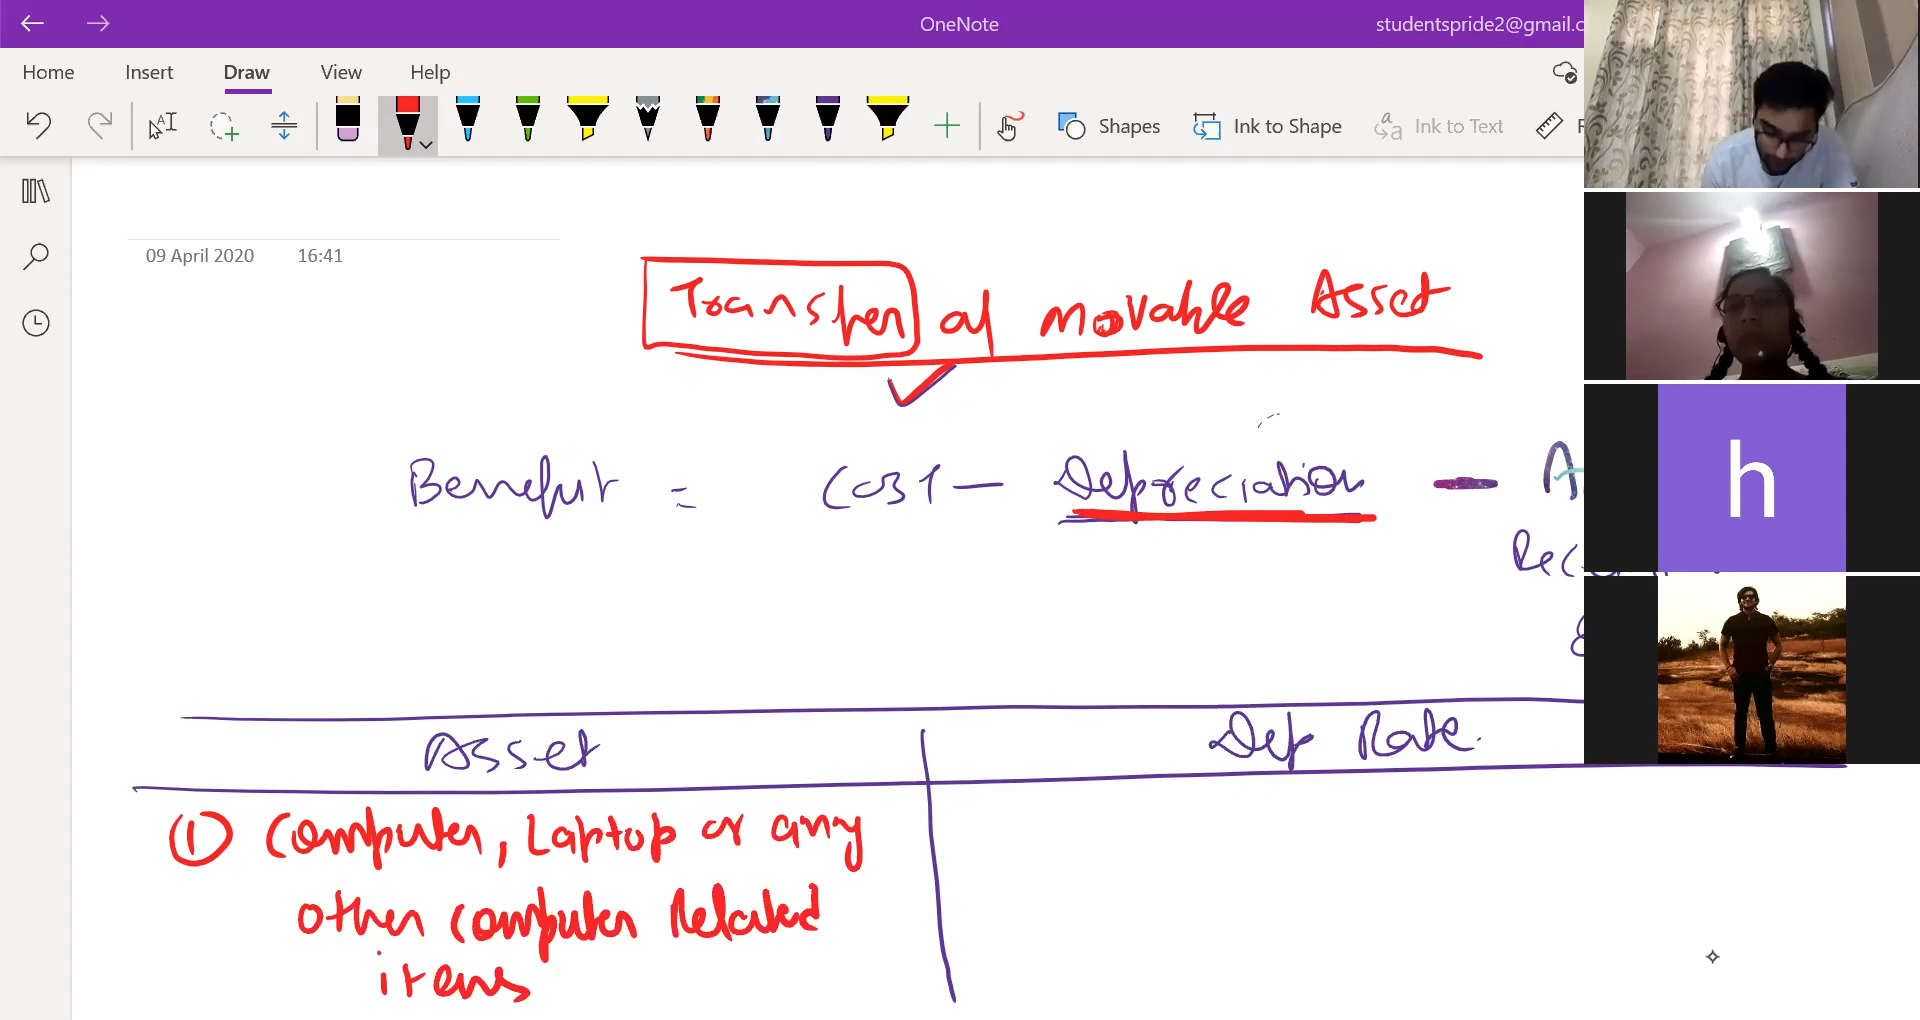 OneNote
studentspride2@gmail.c
Home Insert Draw View Help
Shapes Ink to Shape Ink to Text
09 April 2020 16:41
Transfer of movable Asset
Benefit = Cost — Depreciation —
Asset Dep Rate.
① Computer, Laptop or any
other computer Related
items
h